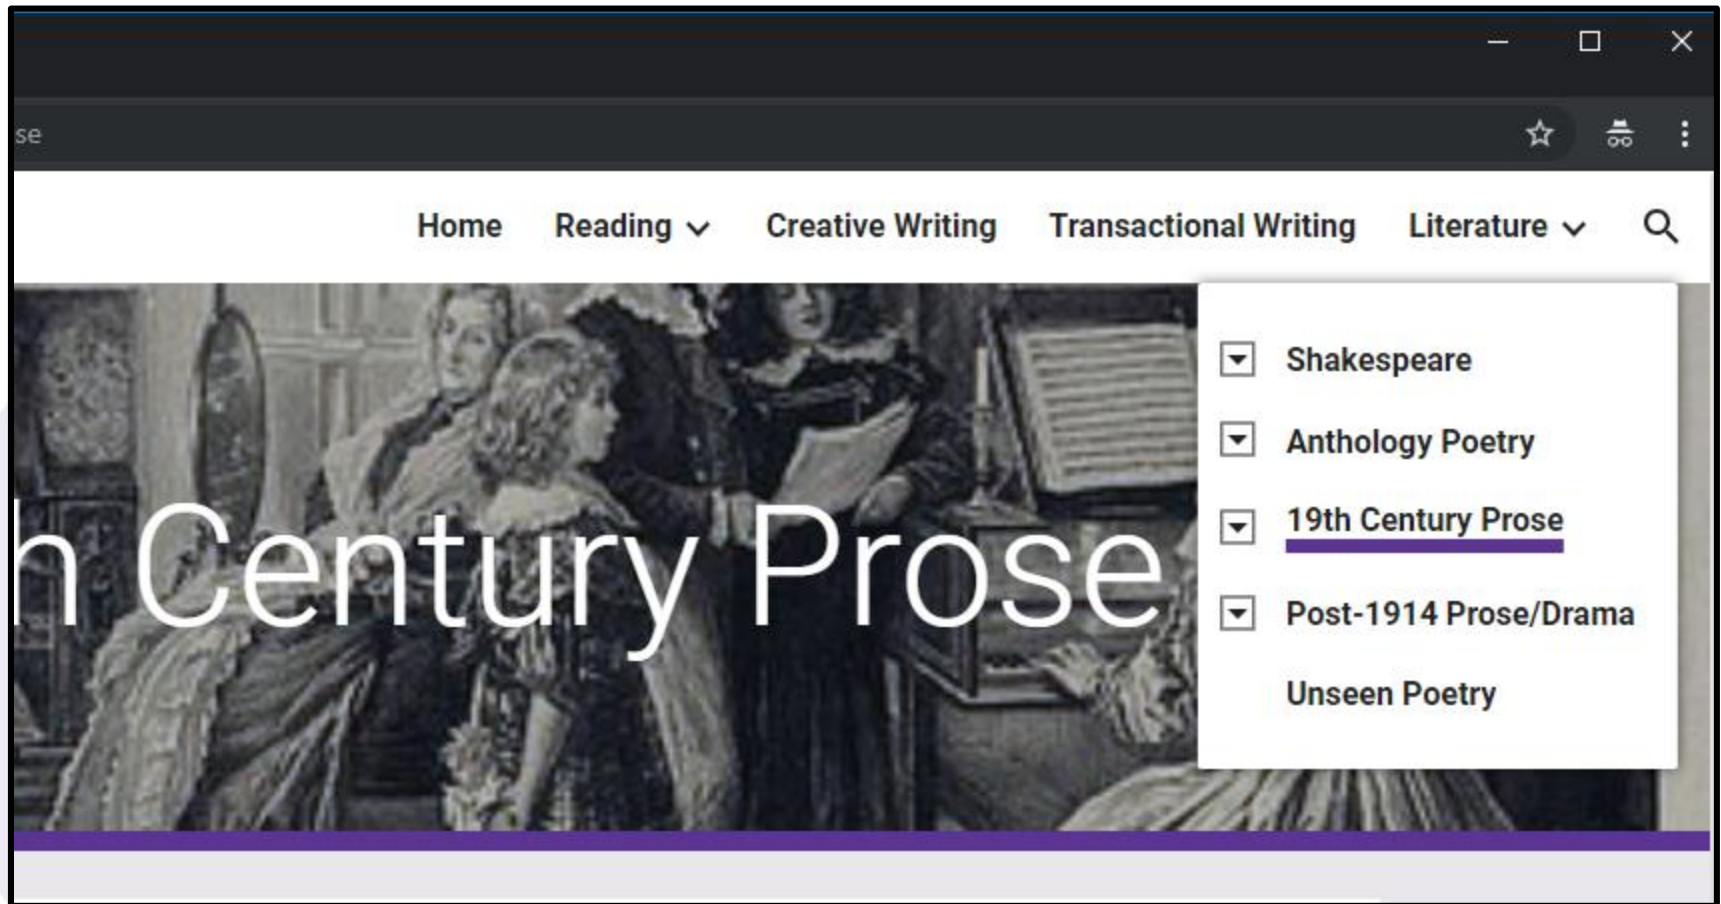 se
Home Reading Creative Writing Transactional Writing Literature
Shakespeare
Anthology Poetry
19th Century Prose
Post-1914 Prose/Drama
Unseen Poetry
h Century Prose